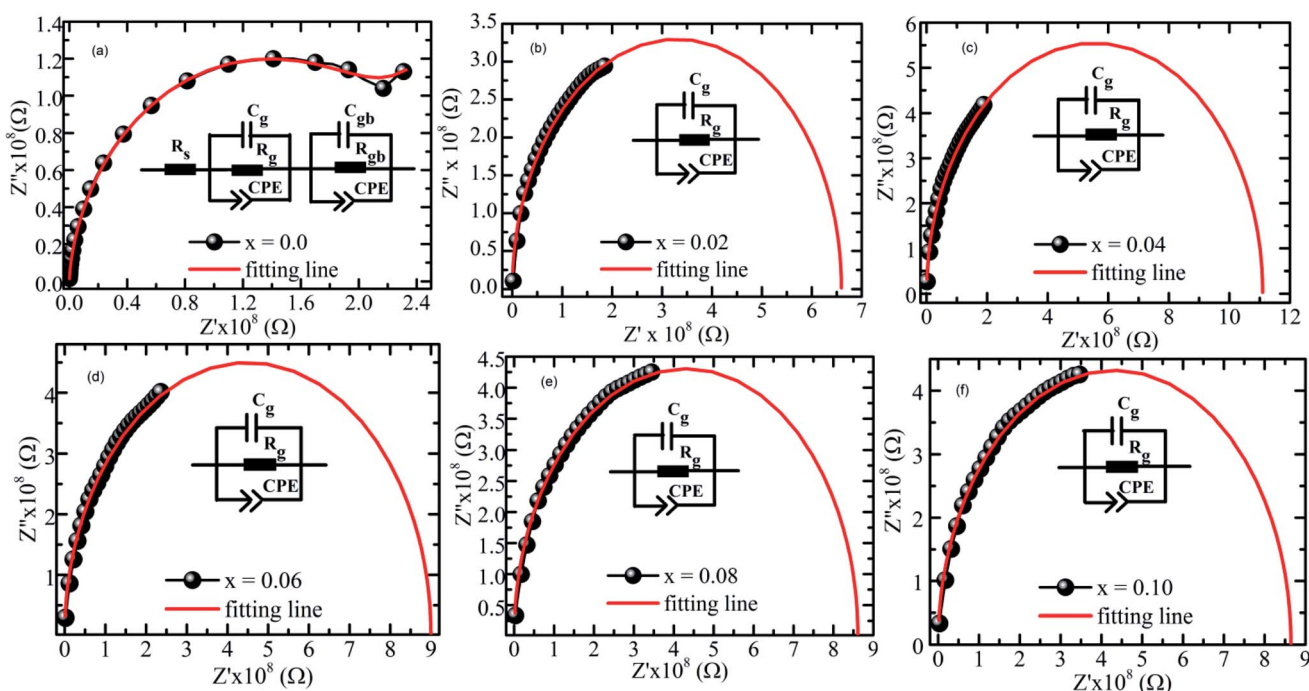 (a)
Z''x10⁸(Ω)
1.4
1.2
1.0
0.8
0.6
0.4
0.2
0.0
C_g
R_s
R_g
CPE
C_gb
R_gb
CPE
x = 0.0
fitting line
0.0 0.4 0.8 1.2 1.6 2.0 2.4
Z'x10⁸ (Ω)
(b)
Z'' x 10⁸ (Ω)
3.5
3.0
2.5
2.0
1.5
1.0
0.5
0.0
C_g
R_g
CPE
x = 0.02
fitting line
0 1 2 3 4 5 6 7
Z' x 10⁸ (Ω)
(c)
Z''x10⁸(Ω)
6
5
4
3
2
1
0
C_g
R_g
CPE
x = 0.04
fitting line
0 2 4 6 8 10 12
Z'x10⁸ (Ω)
(d)
Z''x10⁸ (Ω)
4
3
2
1
C_g
R_g
CPE
x = 0.06
fitting line
0 1 2 3 4 5 6 7 8 9
Z'x10⁸ (Ω)
(e)
Z''x10⁸ (Ω)
4.5
4.0
3.5
3.0
2.5
2.0
1.5
1.0
0.5
C_g
R_g
CPE
x = 0.08
fitting line
0 1 2 3 4 5 6 7 8 9
Z'x10⁸ (Ω)
(f)
Z''x10⁸ (Ω)
4
3
2
1
0
C_g
R_g
CPE
x = 0.10
fitting line
0 1 2 3 4 5 6 7 8 9
Z'x10⁸ (Ω)